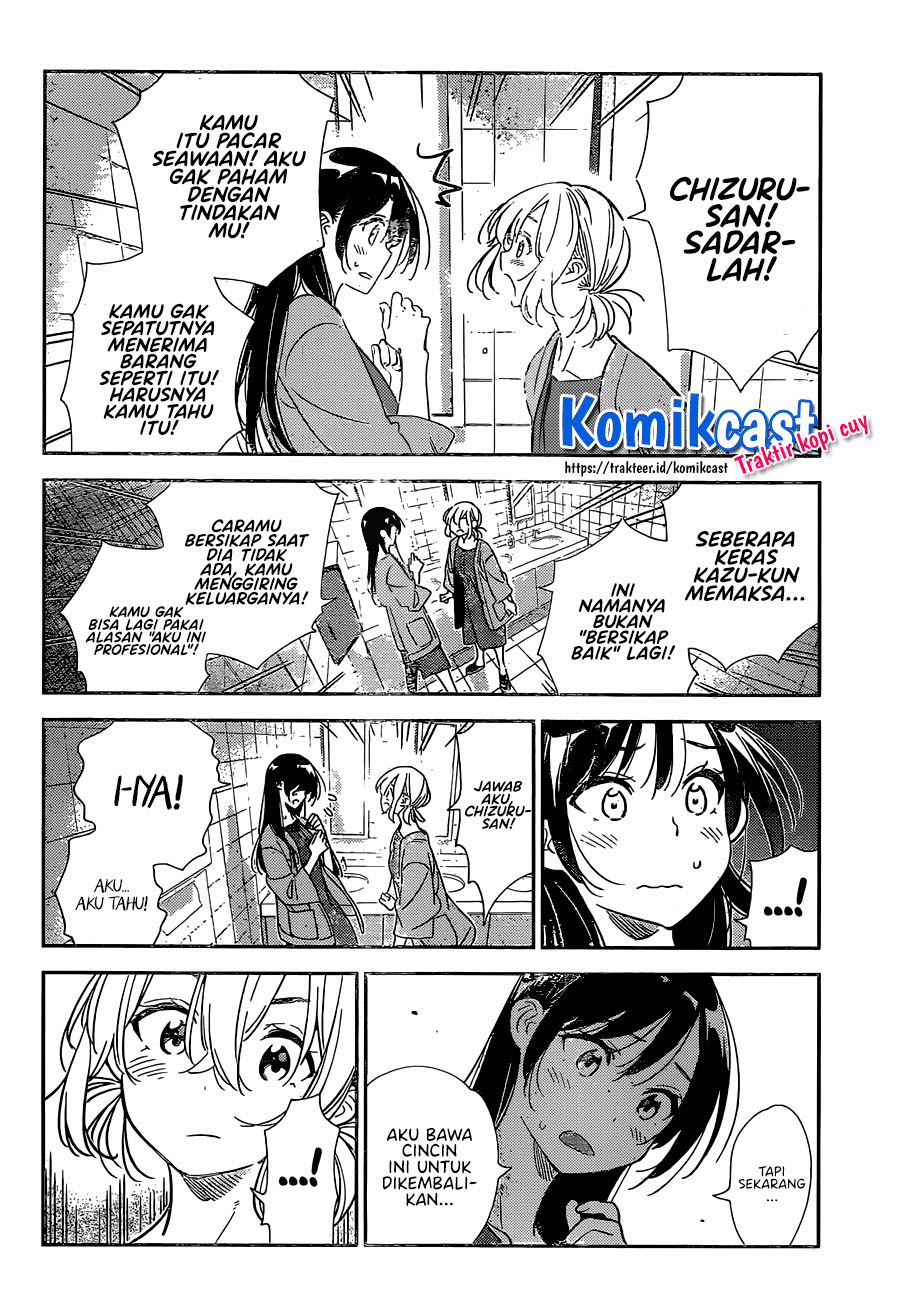 CHIZURU-
SAN!
SADAR-
LAH!
KAMU
ITU PACAR
SEAWAAN! AKU
GAK PAHAM
DENGAN
TINDAKAN
MU!
KAMU GAK
SEPATUTNYA
MENERIMA
BARANG
SEPERTI ITU!
HARUSNYA
KAMU TAHU
ITU!
Komikcast
Traktir kopi cuy
https://trakteer.id/komikcast
SEBERAPA
KERAS
KAZU-KUN
MEMAKSA...
INI
NAMANYA
BUKAN
"BERSIKAP
BAIK" LAGI!
CARAMU
BERSIKAP SAAT
DIA TIDAK
ADA, KAMU
MENGGIRING
KELUARGANYA!
KAMU GAK
BISA LAGI PAKAI
ALASAN "AKU INI
PROFESIONAL"!
....!
JAWAB
AKU,
CHIZURU-
SAN!
I-IYA!
AKU...
AKU TAHU!
TAPI
SEKARANG
...
AKU BAWA
CINCIN
INI UNTUK
DIKEMBALI-
KAN...
....!